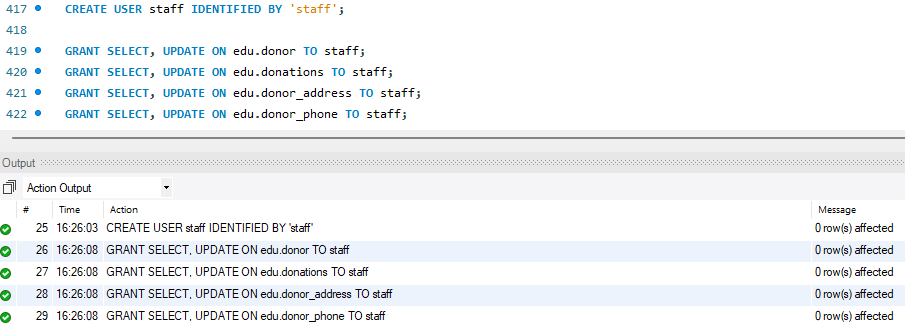 417 CREATE USER staff IDENTIFIED BY 'staff';
418
419 GRANT SELECT, UPDATE ON edu.donor TO staff;
420 GRANT SELECT, UPDATE ON edu.donations TO staff;
421 GRANT SELECT, UPDATE ON edu.donor_address TO staff;
422 GRANT SELECT, UPDATE ON edu.donor_phone TO staff;
Output
Action Output
# Time Action Message
25 16:26:03 CREATE USER staff IDENTIFIED BY 'staff' 0 row(s) affected
26 16:26:08 GRANT SELECT, UPDATE ON edu.donor TO staff 0 row(s) affected
27 16:26:08 GRANT SELECT, UPDATE ON edu.donations TO staff 0 row(s) affected
28 16:26:08 GRANT SELECT, UPDATE ON edu.donor_address TO staff 0 row(s) affected
29 16:26:08 GRANT SELECT, UPDATE ON edu.donor_phone TO staff 0 row(s) affected